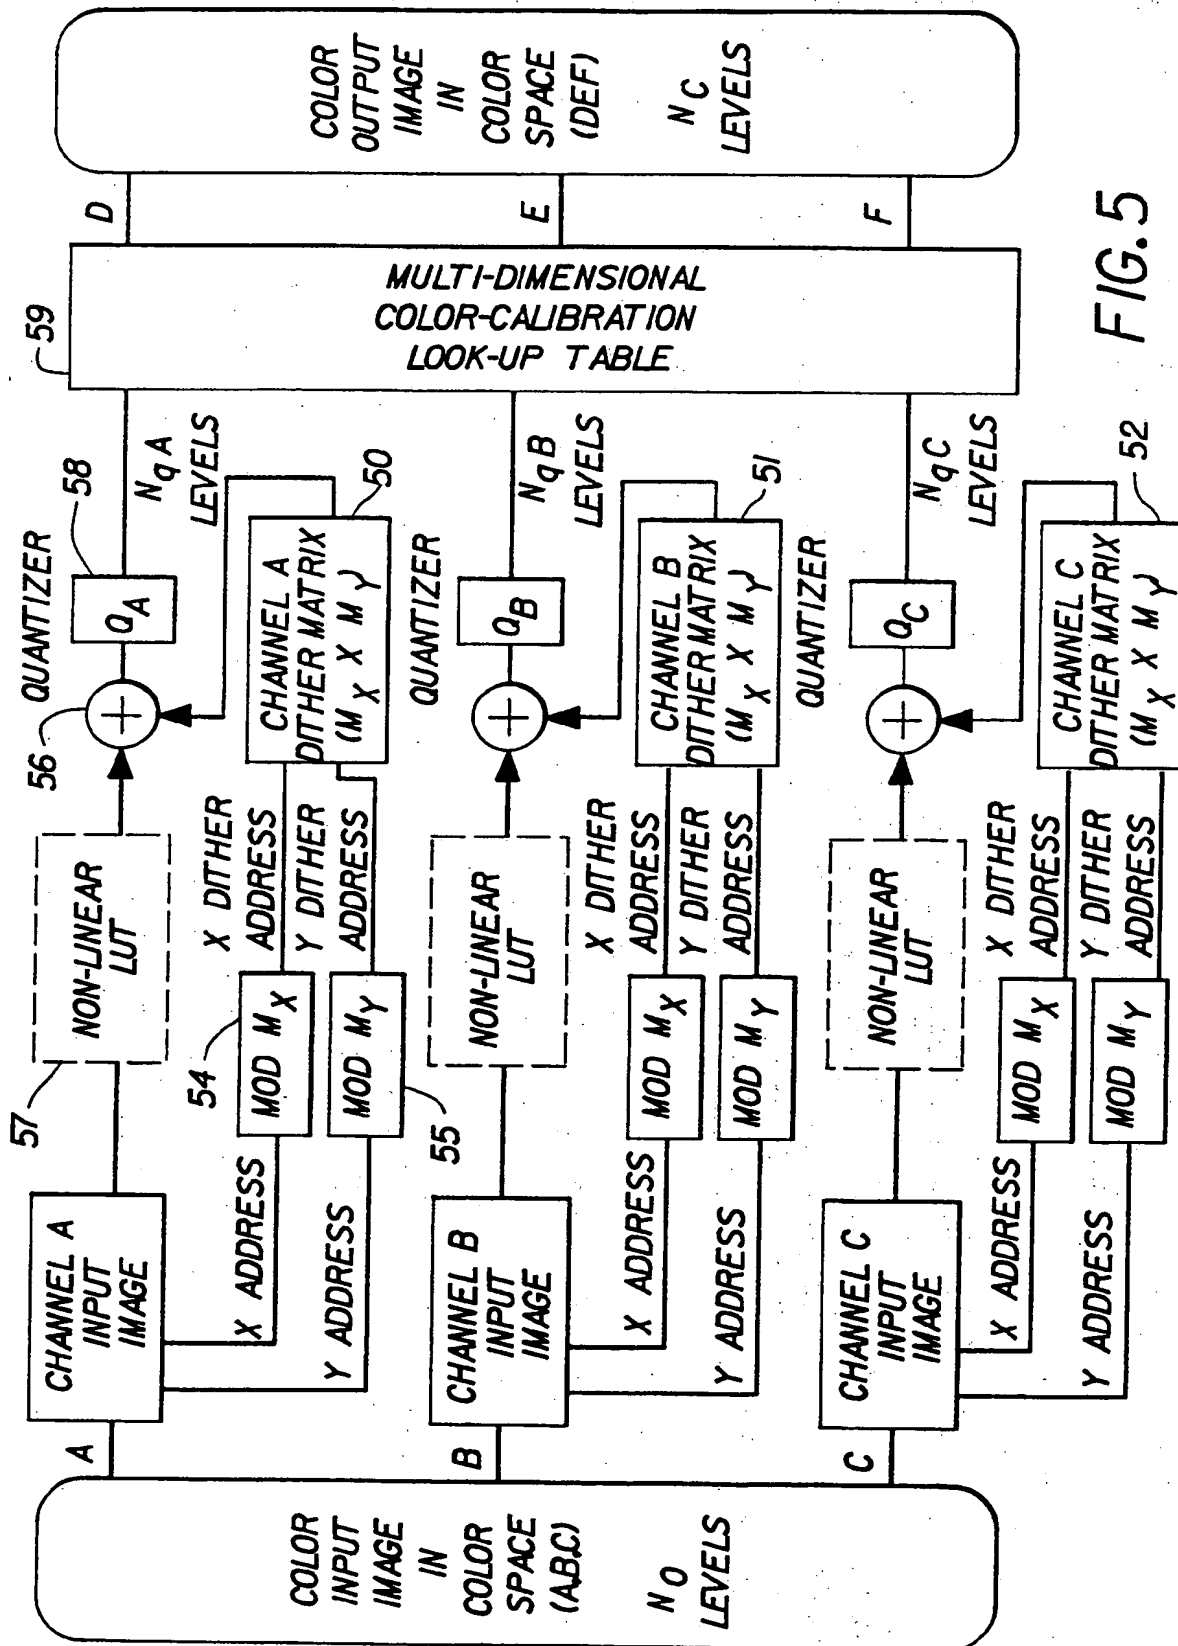 COLOR
INPUT
IMAGE
IN
COLOR
SPACE
(A,B,C)
N0
LEVELS
A
CHANNEL A
INPUT
IMAGE
57
NON-LINEAR
LUT
56
+
QUANTIZER
QA
58
NqA
LEVELS
X ADDRESS
Y ADDRESS
54
MOD MX
MOD MY
55
X DITHER
ADDRESS
Y DITHER
ADDRESS
CHANNEL A
DITHER MATRIX
(MX X MY)
50
B
CHANNEL B
INPUT
IMAGE
NON-LINEAR
LUT
+
QUANTIZER
QB
NqB
LEVELS
X ADDRESS
Y ADDRESS
MOD MX
MOD MY
X DITHER
ADDRESS
Y DITHER
ADDRESS
CHANNEL B
DITHER MATRIX
(MX X MY)
51
C
CHANNEL C
INPUT
IMAGE
NON-LINEAR
LUT
+
QUANTIZER
QC
NqC
LEVELS
X ADDRESS
Y ADDRESS
MOD MX
MOD MY
X DITHER
ADDRESS
Y DITHER
ADDRESS
CHANNEL C
DITHER MATRIX
(MX X MY)
52
59
MULTI-DIMENSIONAL
COLOR-CALIBRATION
LOOK-UP TABLE
D
E
F
COLOR
OUTPUT
IMAGE
IN
COLOR
SPACE
(DEF)
NC
LEVELS
FIG. 5